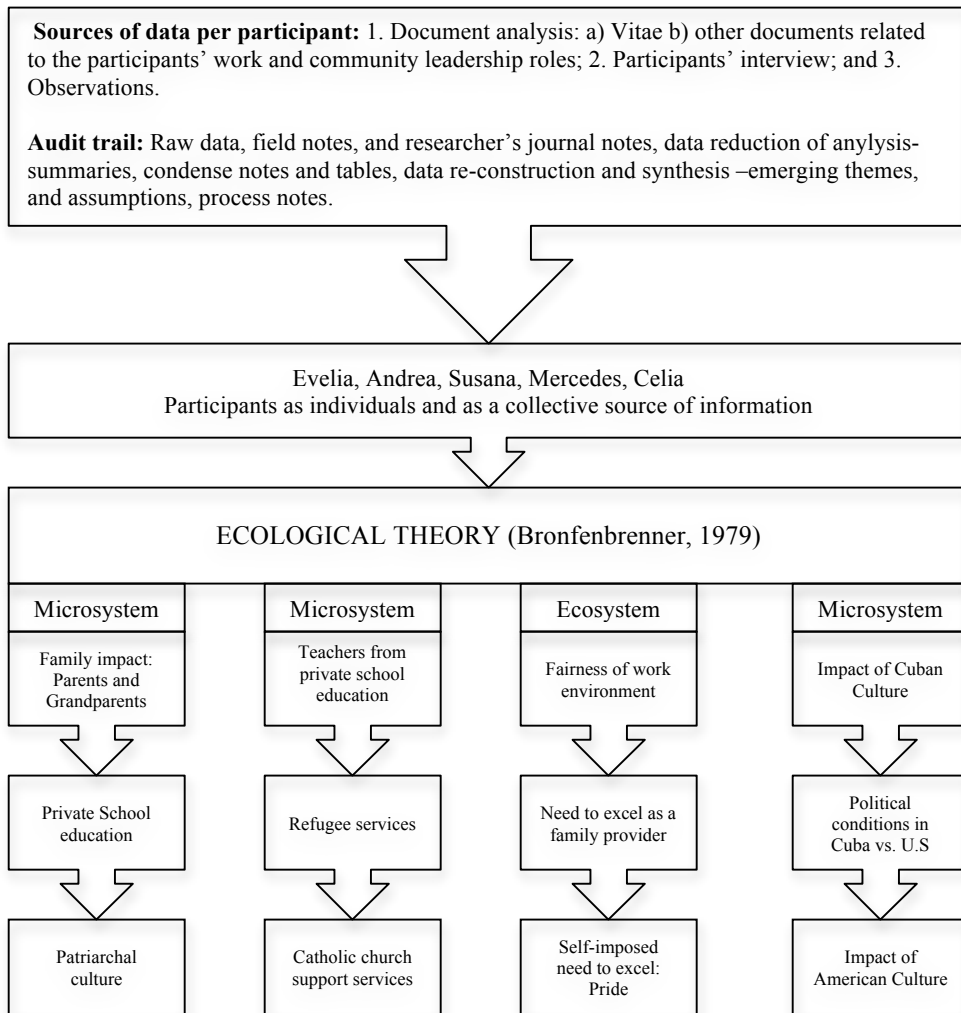 Sources of data per participant: 1. Document analysis: a) Vitae b) other documents related
to the participants’ work and community leadership roles; 2. Participants’ interview; and 3.
Observations.
Audit trail: Raw data, field notes, and researcher’s journal notes, data reduction of anylysis-
summaries, condense notes and tables, data re-construction and synthesis –emerging themes,
and assumptions, process notes.
Evelia, Andrea, Susana, Mercedes, Celia
Participants as individuals and as a collective source of information
ECOLOGICAL THEORY (Bronfenbrenner, 1979)
Microsystem
Family impact:
Parents and
Grandparents
Private School
education
Patriarchal
culture
Microsystem
Teachers from
private school
education
Refugee services
Catholic church
support services
Ecosystem
Fairness of work
environment
Need to excel as a
family provider
Self-imposed
need to excel:
Pride
Microsystem
Impact of Cuban
Culture
Political
conditions in
Cuba vs. U.S
Impact of
American Culture